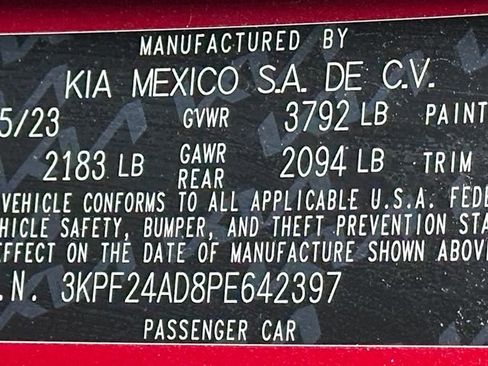 MANUFACTURED BY
KIA MEXICO S.A. DE C.V.
5/23 GVWR 3792 LB PAINT
2183 LB GAWR REAR 2094 LB TRIM
VEHICLE CONFORMS TO ALL APPLICABLE U.S.A. FEDE
HICLE SAFETY, BUMPER, AND THEFT PREVENTION STA
EFFECT ON THE DATE OF MANUFACTURE SHOWN ABOVE
.N. 3KPF24AD8PE642397
PASSENGER CAR